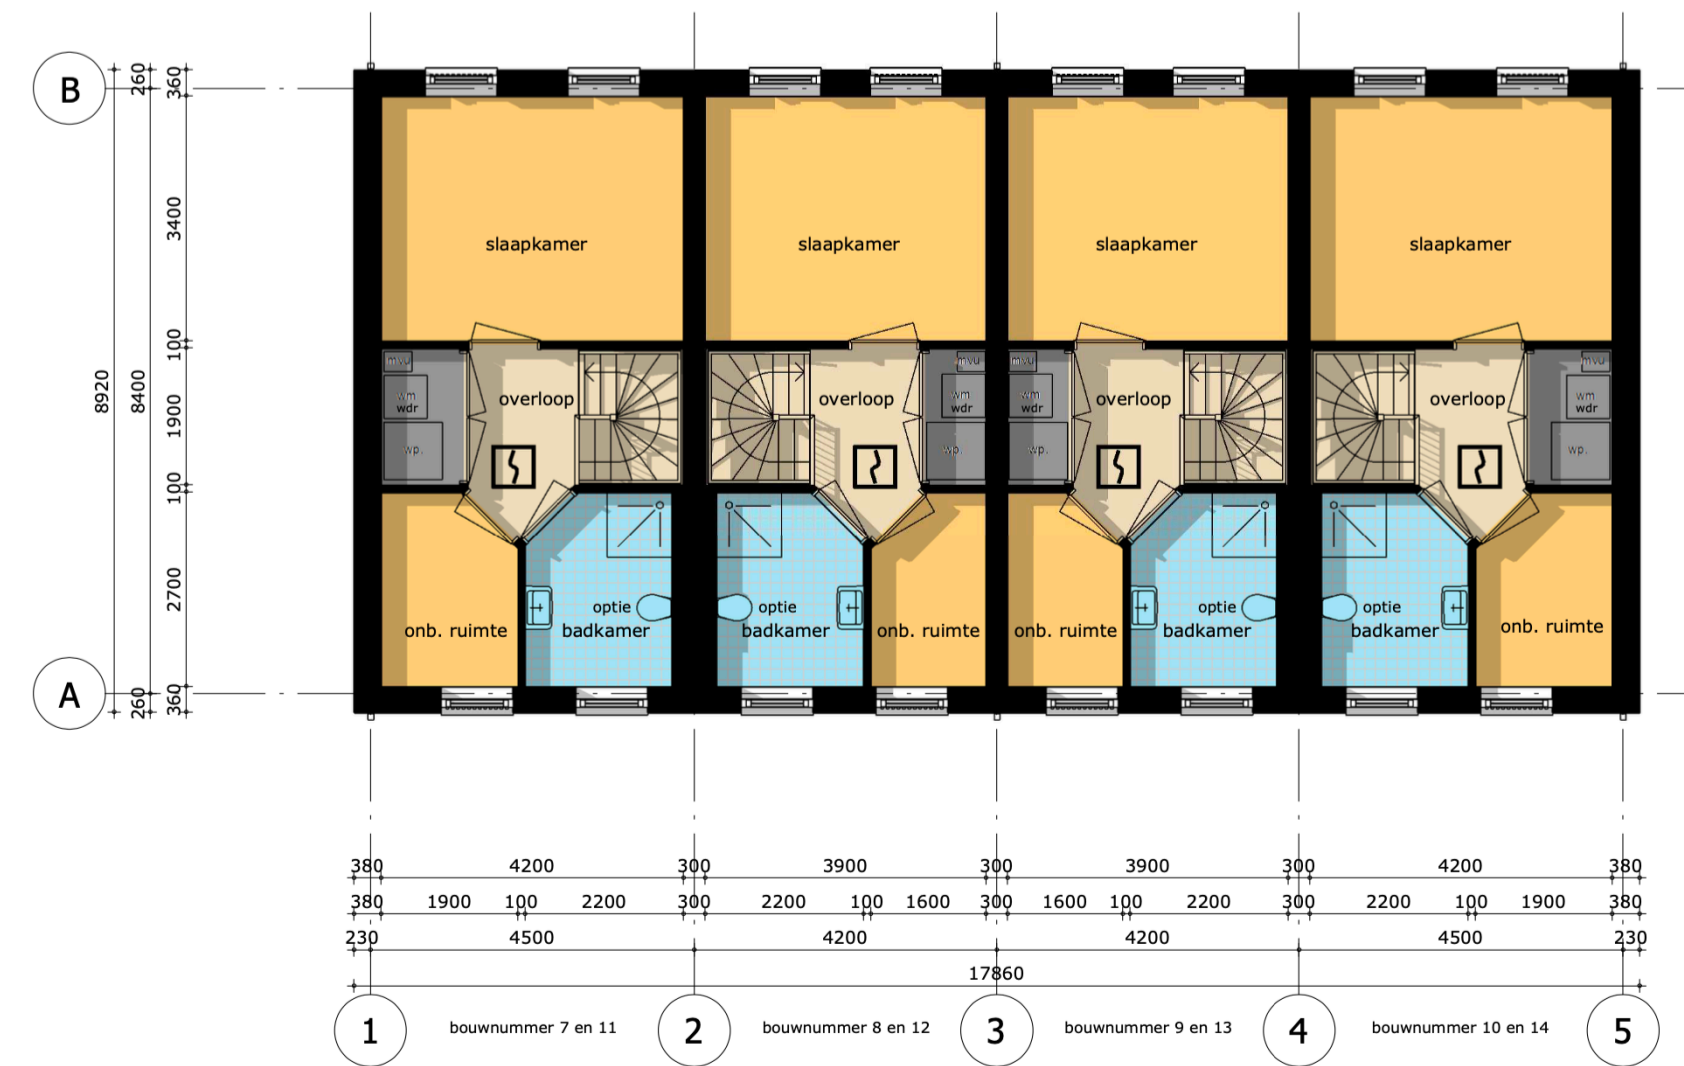 B
260
360
slaapkamer
slaapkamer
slaapkamer
slaapkamer
3400
100
mvu
mvu
mvu
mvu
8920
8400
1900
wm
wdr
overloop
overloop
wm
wdr
wm
wdr
overloop
overloop
wm
wdr
wp.
wp.
wp.
wp.
100
2700
onb. ruimte
optie
badkamer
optie
badkamer
onb. ruimte
onb. ruimte
optie
badkamer
optie
badkamer
onb. ruimte
A
260
360
380 4200 300 3900 300 3900 300 4200 380
380 1900 100 2200 300 2200 100 1600 300 1600 100 2200 300 2200 100 1900 380
230 4500 4200 4200 4500 230
17860
1 bouwnummer 7 en 11 2 bouwnummer 8 en 12 3 bouwnummer 9 en 13 4 bouwnummer 10 en 14 5